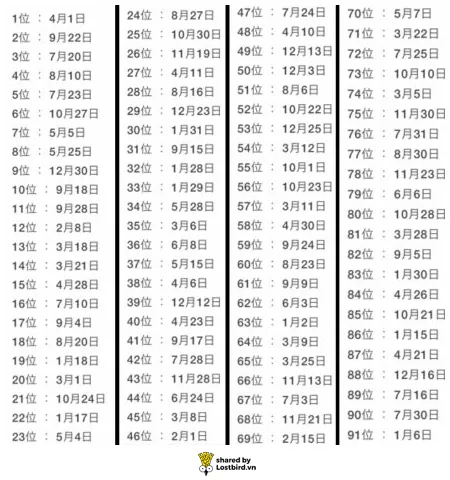 1位 : 4月1日
2位 : 9月22日
3位 : 7月20日
4位 : 8月10日
5位 : 7月23日
6位 : 10月27日
7位 : 5月5日
8位 : 5月25日
9位 : 12月30日
10位 : 9月18日
11位 : 9月28日
12位 : 2月8日
13位 : 3月18日
14位 : 3月21日
15位 : 4月28日
16位 : 7月10日
17位 : 9月4日
18位 : 8月20日
19位 : 1月18日
20位 : 3月1日
21位 : 10月24日
22位 : 1月17日
23位 : 5月4日
24位 : 8月27日
25位 : 10月30日
26位 : 11月19日
27位 : 4月11日
28位 : 8月16日
29位 : 12月23日
30位 : 1月31日
31位 : 9月15日
32位 : 1月28日
33位 : 1月29日
34位 : 5月28日
35位 : 3月6日
36位 : 6月8日
37位 : 5月15日
38位 : 4月6日
39位 : 12月12日
40位 : 4月23日
41位 : 9月17日
42位 : 7月28日
43位 : 11月28日
44位 : 6月24日
45位 : 3月8日
46位 : 2月1日
47位 : 7月24日
48位 : 4月10日
49位 : 12月13日
50位 : 12月3日
51位 : 8月6日
52位 : 10月22日
53位 : 12月25日
54位 : 3月12日
55位 : 10月1日
56位 : 10月23日
57位 : 3月11日
58位 : 4月30日
59位 : 9月24日
60位 : 8月23日
61位 : 9月9日
62位 : 6月3日
63位 : 1月2日
64位 : 3月9日
65位 : 3月25日
66位 : 11月13日
67位 : 7月3日
68位 : 11月21日
69位 : 2月15日
70位 : 5月7日
71位 : 3月22日
72位 : 7月25日
73位 : 10月10日
74位 : 3月5日
75位 : 11月30日
76位 : 7月31日
77位 : 8月30日
78位 : 11月23日
79位 : 6月6日
80位 : 10月28日
81位 : 3月28日
82位 : 9月5日
83位 : 1月30日
84位 : 4月26日
85位 : 10月21日
86位 : 1月15日
87位 : 4月21日
88位 : 12月16日
89位 : 7月16日
90位 : 7月30日
91位 : 1月6日
shared by
Lostbird.vn